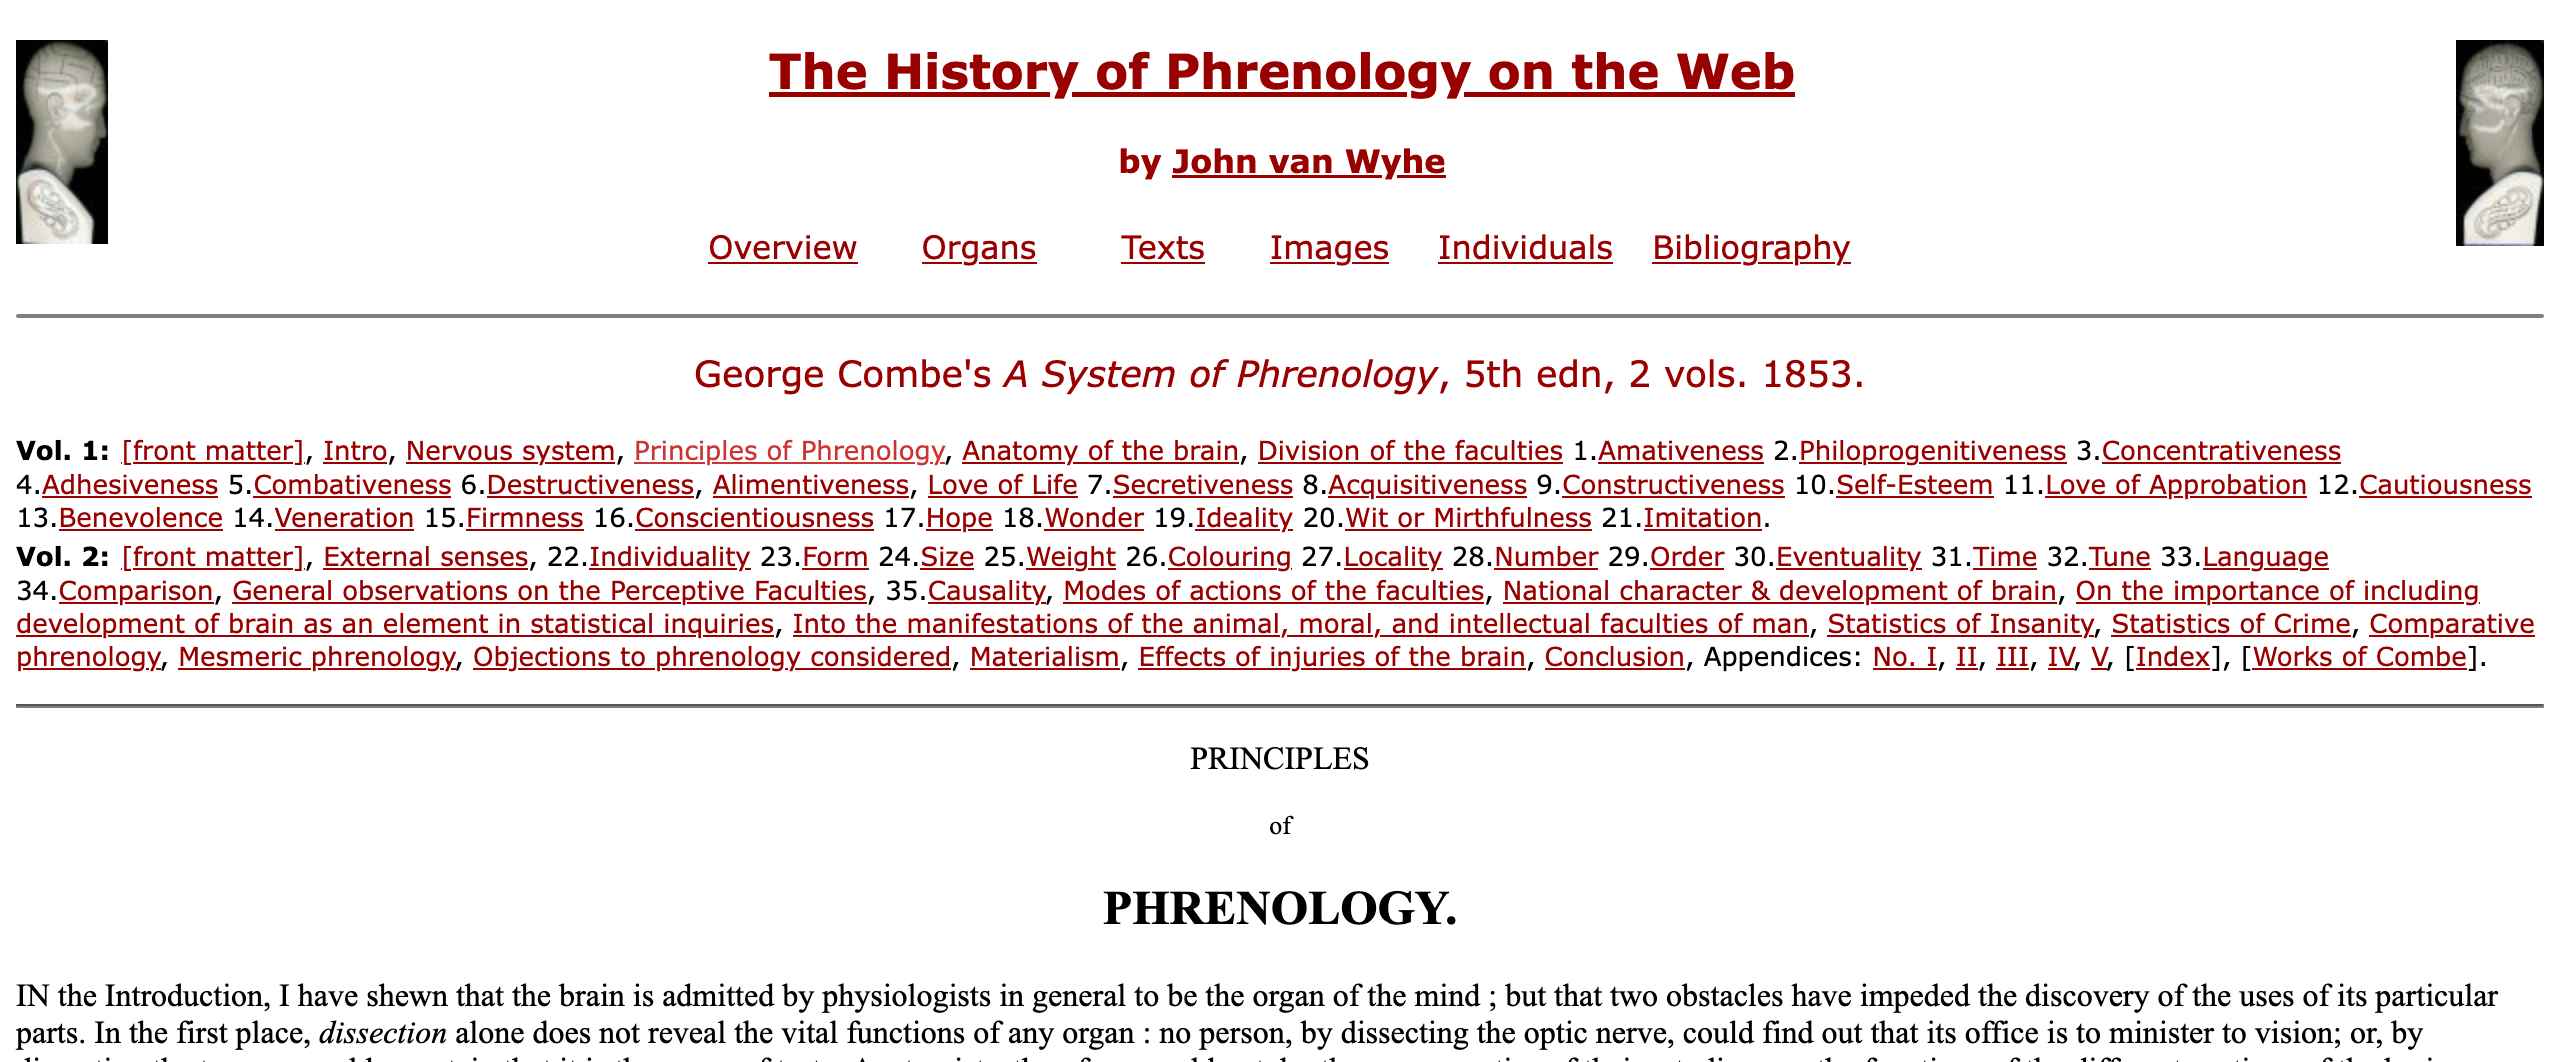 The History of Phrenology on the Web
by John van Wyhe
Overview Organs Texts Images Individuals Bibliography
George Combe's A System of Phrenology, 5th edn, 2 vols. 1853.
Vol. 1: [front matter], Intro, Nervous system, Principles of Phrenology, Anatomy of the brain, Division of the faculties 1.Amativeness 2.Philoprogenitiveness 3.Concentrativeness
4.Adhesiveness 5.Combativeness 6.Destructiveness, Alimentiveness, Love of Life 7.Secretiveness 8.Acquisitiveness 9.Constructiveness 10.Self-Esteem 11.Love of Approbation 12.Cautiousness
13.Benevolence 14.Veneration 15.Firmness 16.Conscientiousness 17.Hope 18.Wonder 19.Ideality 20.Wit or Mirthfulness 21.Imitation.
Vol. 2: [front matter], External senses, 22.Individuality 23.Form 24.Size 25.Weight 26.Colouring 27.Locality 28.Number 29.Order 30.Eventuality 31.Time 32.Tune 33.Language
34.Comparison, General observations on the Perceptive Faculties, 35.Causality, Modes of actions of the faculties, National character & development of brain, On the importance of including
development of brain as an element in statistical inquiries, Into the manifestations of the animal, moral, and intellectual faculties of man, Statistics of Insanity, Statistics of Crime, Comparative
phrenology, Mesmeric phrenology, Objections to phrenology considered, Materialism, Effects of injuries of the brain, Conclusion, Appendices: No. I, II, III, IV, V, [Index], [Works of Combe].
PRINCIPLES
of
PHRENOLOGY.
IN the Introduction, I have shewn that the brain is admitted by physiologists in general to be the organ of the mind ; but that two obstacles have impeded the discovery of the uses of its particular
parts. In the first place, dissection alone does not reveal the vital functions of any organ : no person, by dissecting the optic nerve, could find out that its office is to minister to vision; or, by